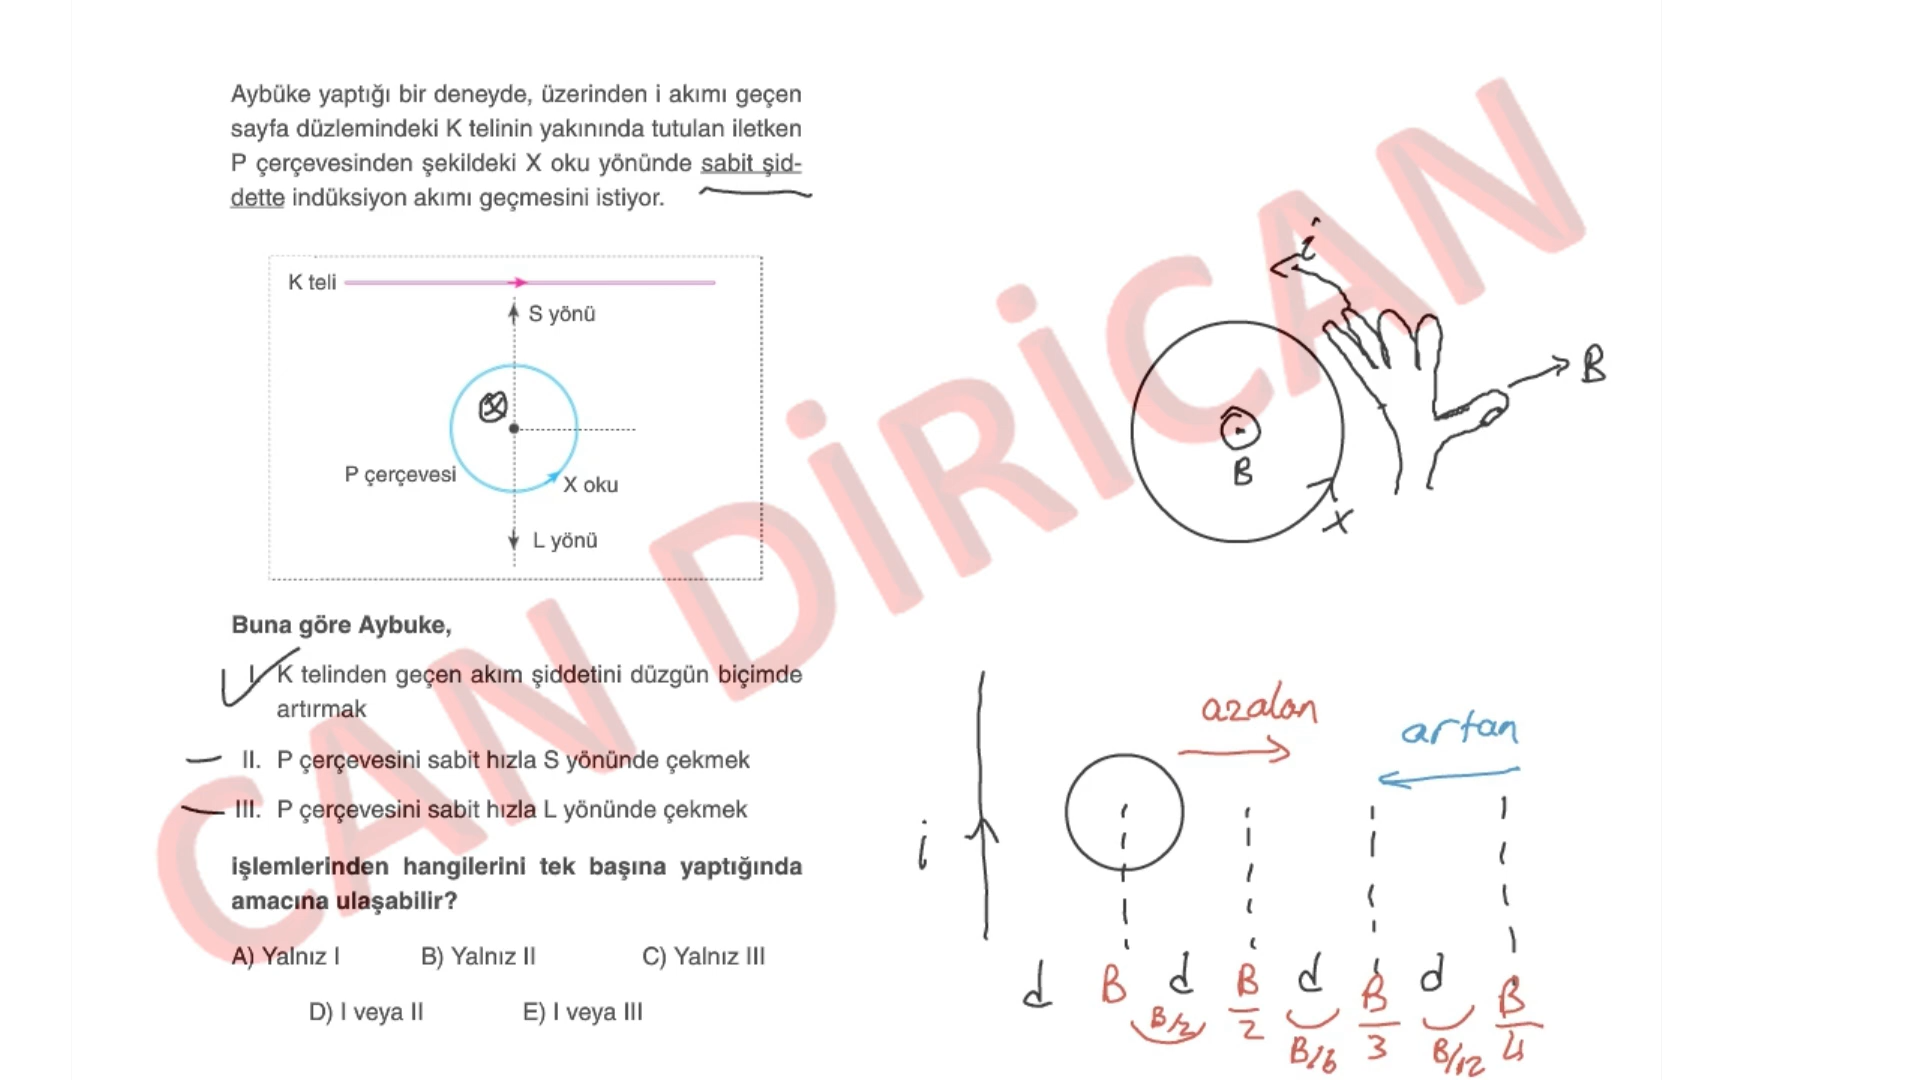 Aybüke yaptığı bir deneyde, üzerinden i akımı geçen
sayfa düzlemindeki K telinin yakınında tutulan iletken
P çerçevesinden şekildeki X oku yönünde sabit şid-
dette indüksiyon akımı geçmesini istiyor.
K teli
S yönü
P çerçevesi
X oku
L yönü
Buna göre Aybuke,
I. K telinden geçen akım şiddetini düzgün biçimde
artırmak
II. P çerçevesini sabit hızla S yönünde çekmek
III. P çerçevesini sabit hızla L yönünde çekmek
işlemlerinden hangilerini tek başına yaptığında
amacına ulaşabilir?
A) Yalnız I B) Yalnız II C) Yalnız III
D) I veya II E) I veya III
CAN DİRİCAN
i
B
B
X
azalan
artan
i
d B d B/2 d B/3 d B/4
B/2 B/6 B/12